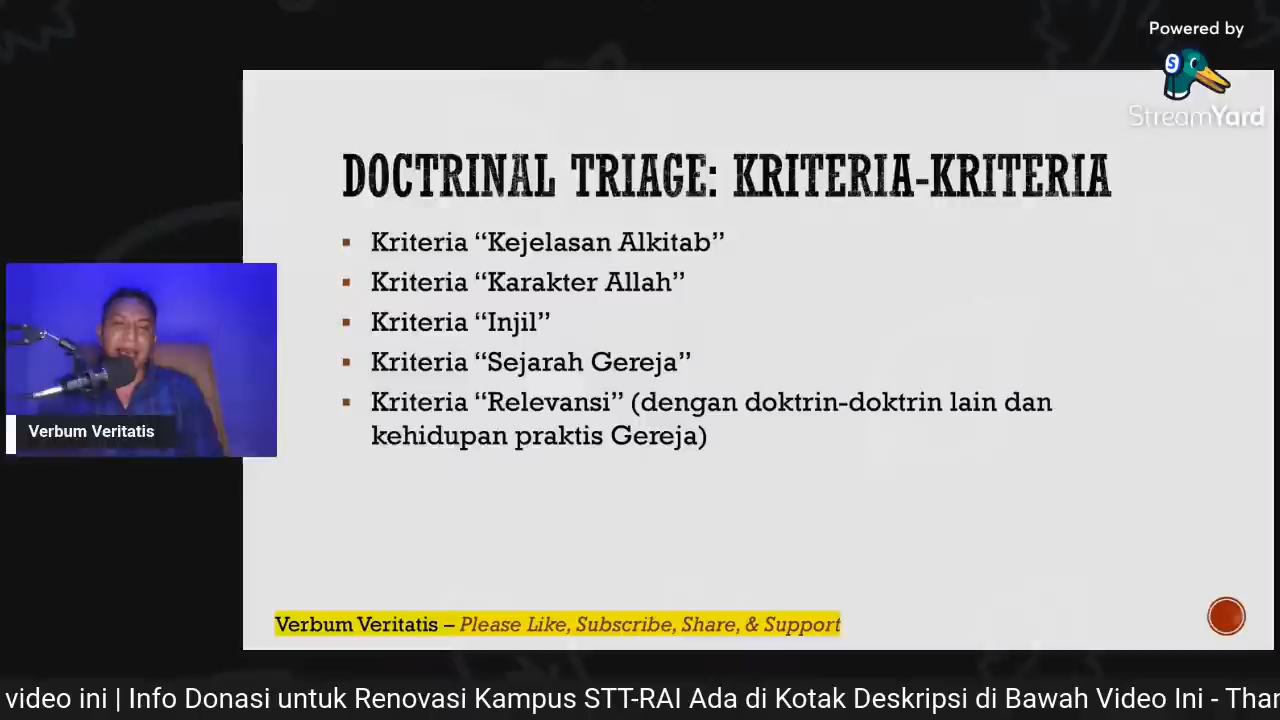 Powered by
S
StreamYard
DOCTRINAL TRIAGE: KRITERIA-KRITERIA
▪ Kriteria “Kejelasan Alkitab”
▪ Kriteria “Karakter Allah”
▪ Kriteria “Injil”
▪ Kriteria “Sejarah Gereja”
▪ Kriteria “Relevansi” (dengan doktrin-doktrin lain dan
kehidupan praktis Gereja)
Verbum Veritatis
Verbum Veritatis – Please Like, Subscribe, Share, & Support
video ini | Info Donasi untuk Renovasi Kampus STT-RAI Ada di Kotak Deskripsi di Bawah Video Ini - Than